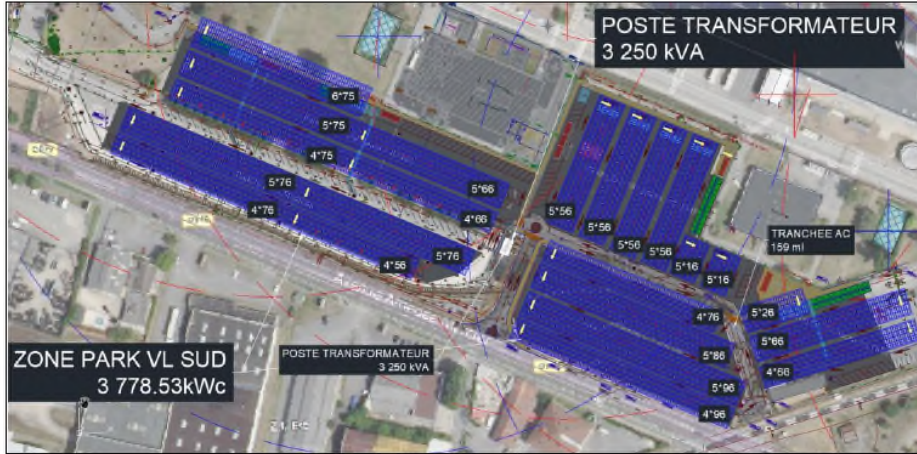 POSTE TRANSFORMATEUR
3 250 kVA
6*75
5*75
4*75
5*76
4*76
5*66
4*66
5*76
4*56
5*56
5*56
5*56
5*56
5*16
5*16
TRANCHEE AC
159 ml
4*76
5*26
5*66
5*86
4*66
5*96
4*96
ZONE PARK VL SUD
3 778.53kWc
POSTE TRANSFORMATEUR
3 250 kVA